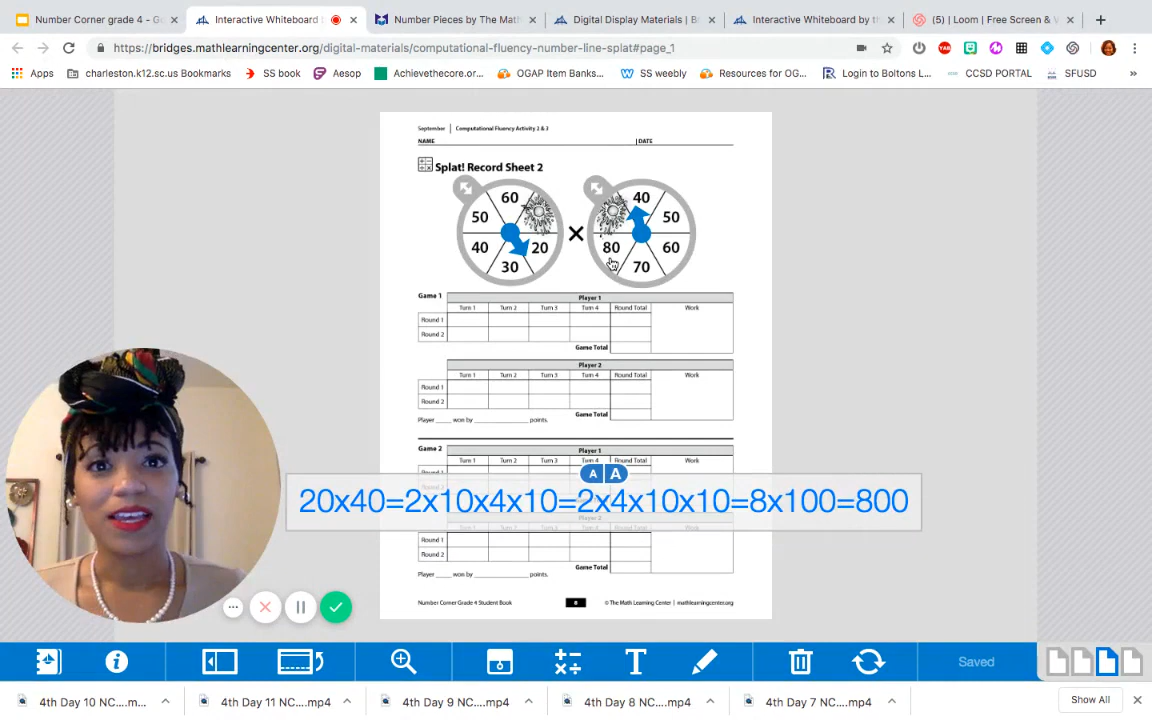 Number Corner grade 4 - G
Interactive Whiteboard
Number Pieces by The Math
Digital Display Materials | B
Interactive Whiteboard by t
(5) | Loom | Free Screen & V
https://bridges.mathlearningcenter.org/digital-materials/computational-fluency-number-line-splat#page_1
Apps charleston.k12.sc.us Bookmarks SS book Aesop Achievethecore.or... OGAP Item Banks... SS weebly Resources for OG... Login to Boltons L... CCSD PORTAL SFUSD »
September | Computational Fluency Activity 2 & 3
NAME | DATE
Splat! Record Sheet 2
60 50 40 30 20
×
40 50 60 70 80
Game 1 Player 1
Turn 1 Turn 2 Turn 3 Turn 4 Round Total Work
Round 1
Round 2
Game Total
Player 2
Turn 1 Turn 2 Turn 3 Turn 4 Round Total Work
Round 1
Round 2
Game Total
Player ____ won by ____________ points.
Game 2 Player 1
Turn 1 Turn 2 Turn 3 Turn 4 Round Total Work
A A
20x40=2x10x4x10=2x4x10x10=8x100=800
Round 1
Round 2
Game Total
Player ____ won by ____________ points.
Number Corner Grade 4 Student Book 8 © The Math Learning Center | mathlearningcenter.org
T
Saved
4th Day 10 NC....m...
4th Day 11 NC....mp4
4th Day 9 NC....mp4
4th Day 8 NC....mp4
4th Day 7 NC....mp4
Show All